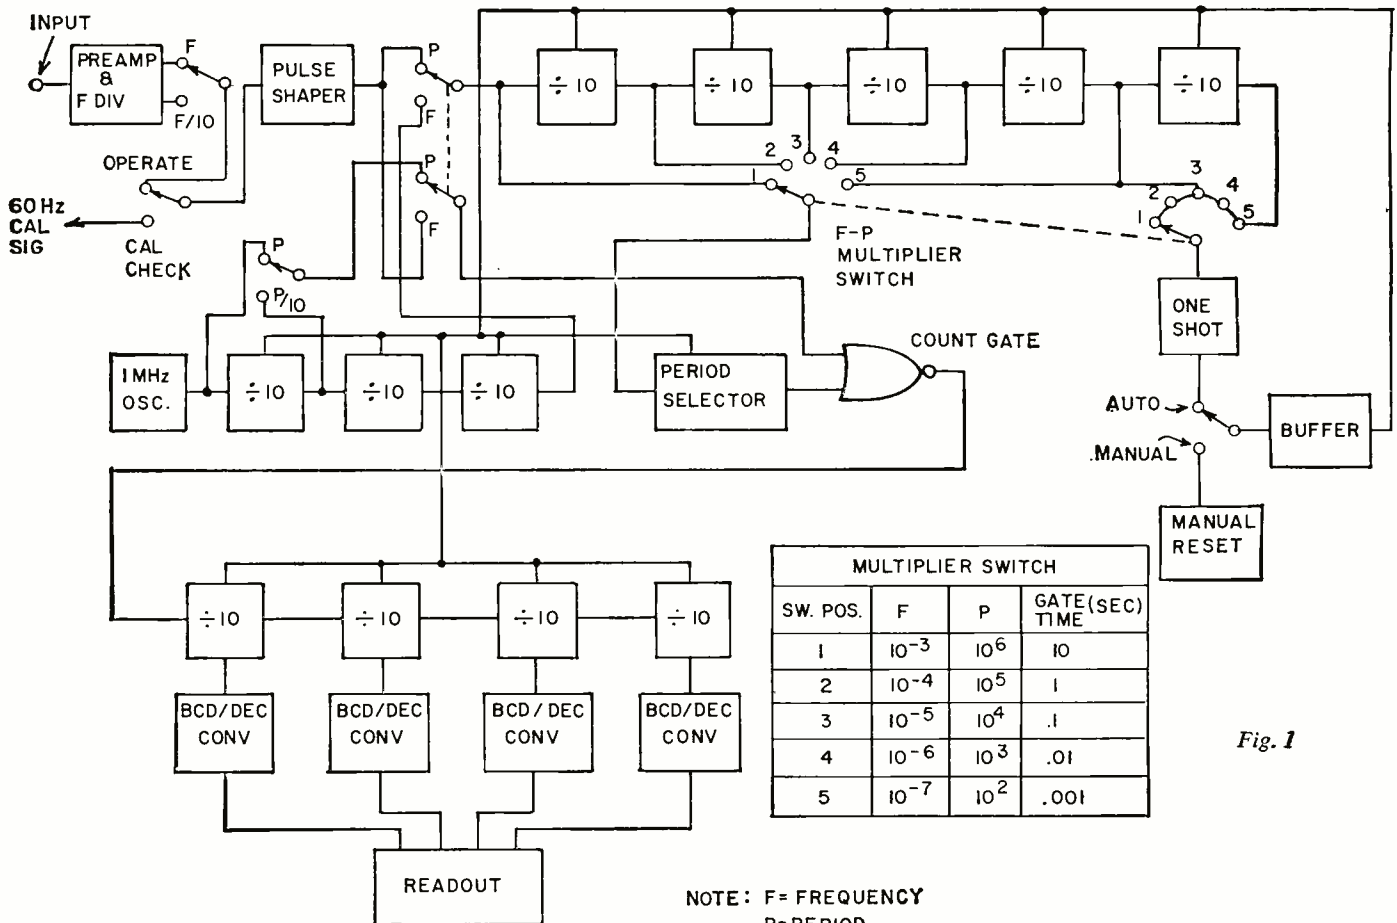 INPUT
PREAMP
&
F DIV
F
F/10
PULSE
SHAPER
P
F
÷10
÷10
÷10
÷10
÷10
OPERATE
60 Hz
CAL
SIG
CAL
CHECK
P
F
P
P/10
1
2
3
4
5
F-P
MULTIPLIER
SWITCH
1
2
3
4
5
ONE
SHOT
1 MHz
OSC.
÷10
÷10
÷10
PERIOD
SELECTOR
COUNT GATE
AUTO
MANUAL
BUFFER
MANUAL
RESET
÷10
÷10
÷10
÷10
BCD/DEC
CONV
BCD/DEC
CONV
BCD/DEC
CONV
BCD/DEC
CONV
READOUT
MULTIPLIER SWITCH
SW. POS. F P GATE TIME (SEC)
1 10⁻³ 10⁶ 10
2 10⁻⁴ 10⁵ 1
3 10⁻⁵ 10⁴ .1
4 10⁻⁶ 10³ .01
5 10⁻⁷ 10² .001
Fig. 1
NOTE: F= FREQUENCY
P=PERIOD